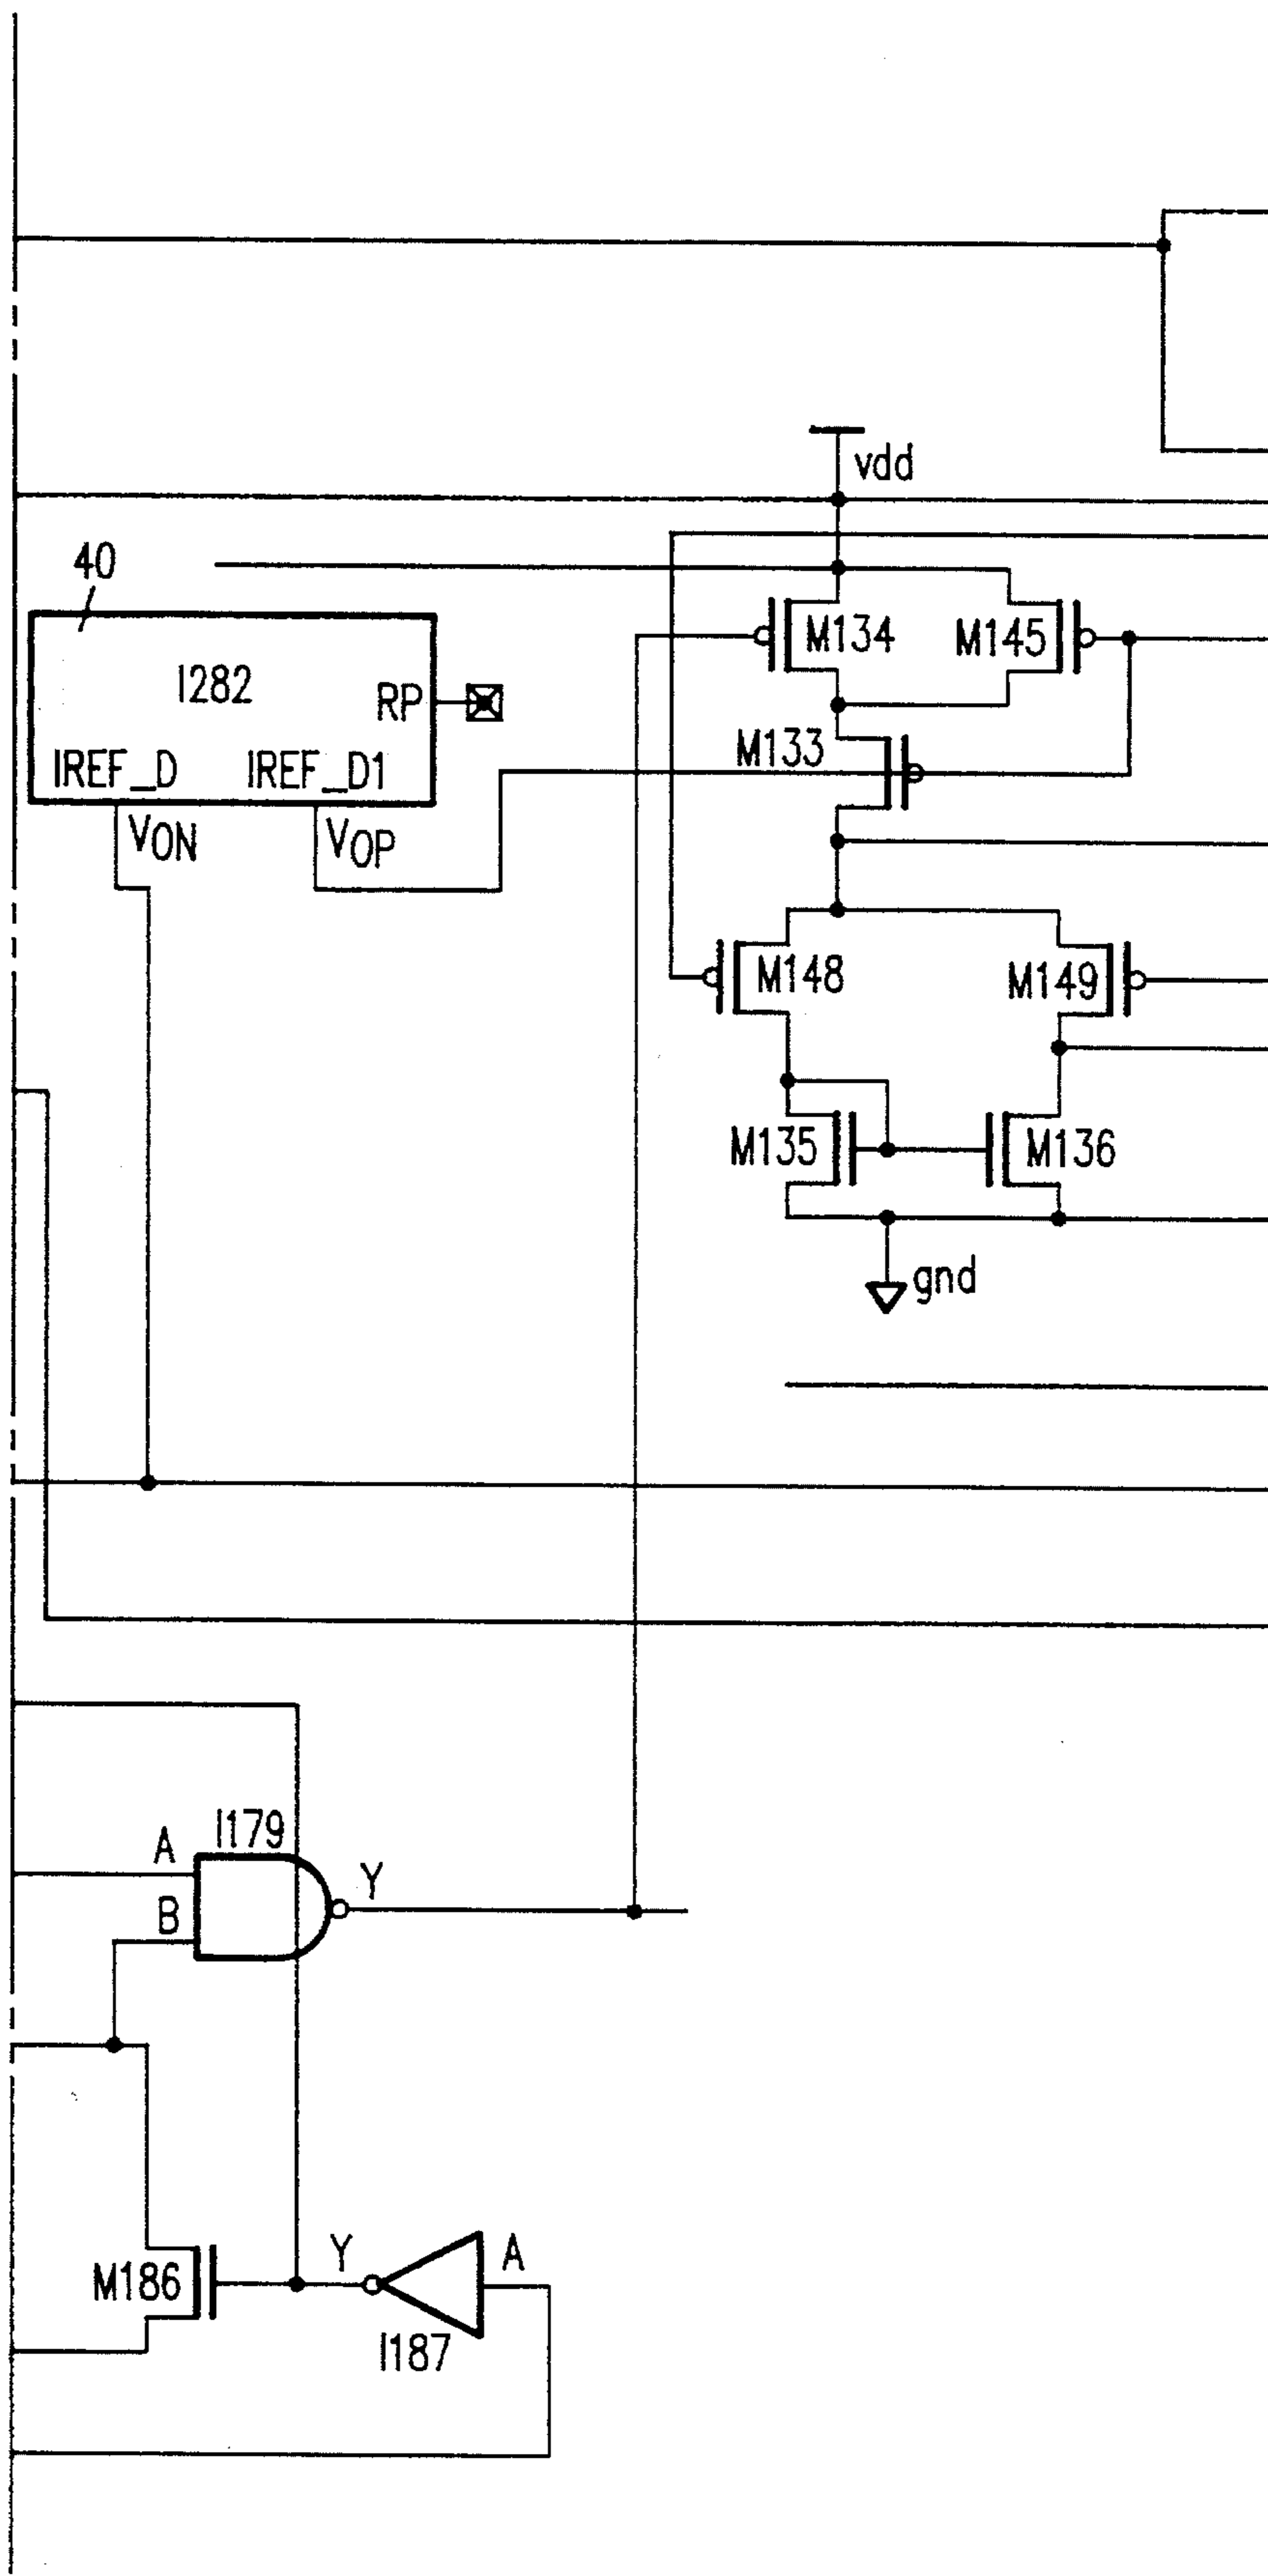 vdd
40
I282
RP
IREF_D IREF_D1
VON
VOP
M134
M145
M133
M148
M149
M135
M136
gnd
I179
A
B
Y
M186
Y
A
I187